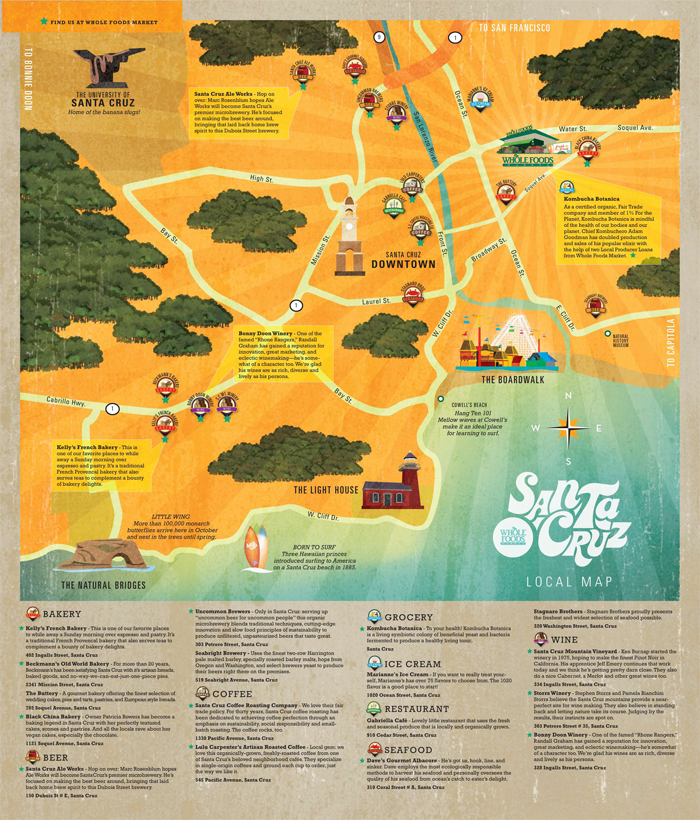 ★ FIND US AT WHOLE FOODS MARKET
TO SAN FRANCISCO
TO BONNIE DOON
9
1
THE UNIVERSITY OF
SANTA CRUZ
Home of the banana slugs!
Santa Cruz Ale Works - Hop on
over: Marc Rosenblum hopes Ale
Works will become Santa Cruz's
premier microbrewery. He's focused
on making the best beer around,
bringing that laid back home brew
spirit to this Dubois Street brewery.
San Lorenzo River
Ocean St.
Water St.
Soquel Ave.
WHOLE FOODS
MARKET
Soquel Ave.
High St.
Kombucha Botanica
As a certified organic, Fair Trade
company and member of 1% For the
Planet, Kombucha Botanica is mindful
of the health of our bodies and our
planet. Chief Kombucheco Adam
Goodman has doubled production
and sales of his popular elixir with
the help of two Local Producer Loans
from Whole Foods Market. ★
Bay St.
Mission St.
SANTA CRUZ
DOWNTOWN
Front St.
Broadway St.
Ocean St.
Laurel St.
W. Cliff Dr.
E. Cliff Dr.
NATURAL
HISTORY
MUSEUM
TO CAPITOLA
1
Bonny Doon Winery - One of the
famed "Rhone Rangers," Randall
Graham has gained a reputation for
innovation, great marketing, and
eclectic winemaking—he's some-
what of a character too. We're glad
his wines are as rich, diverse and
lively as his persona.
THE BOARDWALK
Bay St.
Cabrillo Hwy.
1
COWELL'S BEACH
Hang Ten 101
Mellow waves at Cowell's
make it an ideal place
for learning to surf.
N
W
E
S
Kelly's French Bakery - This is
one of our favorite places to while
away a Sunday morning over
espresso and pastry. It's a traditional
French Provencal bakery that also
serves teas to complement a bounty
of bakery delights.
THE LIGHT HOUSE
W. Cliff Dr.
LITTLE WING
More than 100,000 monarch
butterflies arrive here in October
and nest in the trees until spring.
BORN TO SURF
Three Hawaiian princes
introduced surfing to America
on a Santa Cruz beach in 1885.
THE NATURAL BRIDGES
SANTA
CRUZ
WHOLE
FOODS
MARKET
LOCAL MAP
BAKERY
★ Kelly's French Bakery - This is one of our favorite places
to while away a Sunday morning over espresso and pastry. It's
a traditional French Provencal bakery that also serves teas to
complement a bounty of bakery delights.
402 Ingalls Street, Santa Cruz
★ Beckmann's Old World Bakery - For more than 20 years,
Beckmann's has been satisfying Santa Cruz with its artisan breads,
baked goods, and no-way-we-can-eat-just-one-piece pies.
2341 Mission Street, Santa Cruz
The Buttery - A gourmet bakery offering the finest selection of
wedding cakes, pies and tarts, pastries, and European style breads.
702 Soquel Avenue, Santa Cruz
★ Black China Bakery - Owner Patricia Bowers has become a
baking legend in Santa Cruz with her perfectly textured
cakes, scones and pastries. And all the locals rave about her
vegan cakes, especially the chocolate.
1121 Soquel Avenue, Santa Cruz
BEER
★ Santa Cruz Ale Works - Hop on over: Marc Rosenblum hopes
Ale Works will become Santa Cruz's premier microbrewery. He's
focused on making the best beer around, bringing that laid
back home brew spirit to this Dubois Street brewery.
150 Dubois St # E, Santa Cruz
★ Uncommon Brewers - Only in Santa Cruz: serving up
"uncommon beer for uncommon people" this organic
microbrewery blends traditional techniques, cutting-edge
innovation and slow food principles of sustainability to
produce unfiltered, unpasteurized beers that taste great.
303 Potrero Street, Santa Cruz
Seabright Brewery - Uses the finest two-row Harrington
pale malted barley, specialty roasted barley malts, hops from
Oregon and Washington, and select brewers yeast to produce
their beers right there on the premises.
519 Seabright Avenue, Santa Cruz
COFFEE
★ Santa Cruz Coffee Roasting Company - We love their fair
trade policy. For thirty years, Santa Cruz Coffee roasting has
been dedicated to achieving coffee perfection through an
emphasis on sustainability, social responsibility and small-
batch roasting. The coffee rocks, too.
1330 Pacific Avenue, Santa Cruz
★ Lulu Carpenter's Artisan Roasted Coffee - Local gem: we
love this organically-grown, freshly-roasted coffee from one
of Santa Cruz's beloved neighborhood cafes. They specialize
in single-origin coffees and ground each cup to order, just
the way we like it.
545 Pacific Avenue, Santa Cruz
GROCERY
★ Kombucha Botanica - To your health! Kombucha Botanica
is a living symbiotic colony of beneficial yeast and bacteria
fermented to produce a healthy living tonic.
Santa Cruz
ICE CREAM
Marianne's Ice Cream - If you want to really treat your-
self, Marianne's has over 75 flavors to choose from. The 1020
flavor is a good place to start!
1020 Ocean Street, Santa Cruz
RESTAURANT
Gabriella Café - Lovely little restaurant that uses the fresh
and seasonal produce that is locally and organically grown.
910 Cedar Street, Santa Cruz
SEAFOOD
★ Dave's Gourmet Albacore - He's got us, hook, line, and
sinker. Dave employs the most ecologically responsible
methods to harvest his seafood and personally oversees the
quality of his seafood from ocean's catch to eater's delight.
319 Coral Street # A, Santa Cruz
Stagnaro Brothers - Stagnaro Brothers proudly presents
the freshest and widest selection of seafood possible.
320 Washington Street, Santa Cruz
WINE
★ Santa Cruz Mountain Vineyard - Ken Burnap started the
winery in 1975, hoping to make the finest Pinot Noir in
California. His apprentice Jeff Emery continues that work
today and we think he's getting pretty darn close. They also
do a nice Cabernet, a Merlot and other great wines too.
334 Ingalls Street, Santa Cruz
★ Storrs Winery - Stephen Storrs and Pamela Bianchini
Storrs believe the Santa Cruz mountains provide a near-
perfect site for wine making. They also believe in standing
back and letting nature take its course. Judging by the
results, their instincts are spot on.
303 Potrero Street # 35, Santa Cruz
★ Bonny Doon Winery - One of the famed "Rhone Rangers,"
Randall Graham has gained a reputation for innovation,
great marketing, and eclectic winemaking—he's somewhat
of a character too. We're glad his wines are as rich, diverse
and lively as his persona.
328 Ingalls Street, Santa Cruz